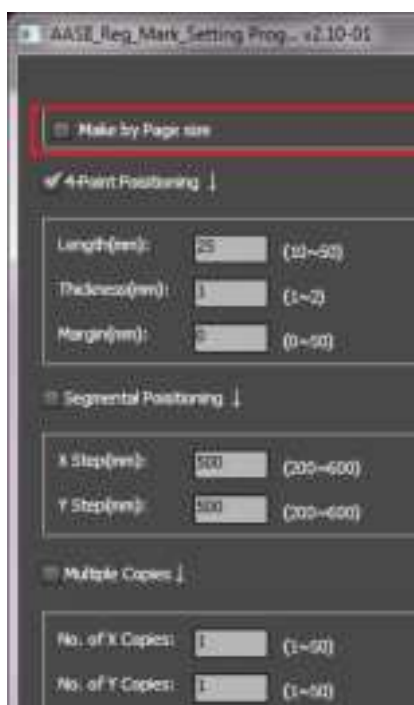 AASII_Reg_Mark_Setting Prog... v2.10-01
Make by Page size
4-Point Positioning ↓
Length(mm): 25 (10~50)
Thickness(mm): 1 (1~2)
Margin(mm): 0 (0~50)
Segmental Positioning ↓
X Step(mm): 500 (200~600)
Y Step(mm): 500 (200~600)
Multiple Copies ↓
No. of X Copies: 1 (1~50)
No. of Y Copies: 1 (1~50)